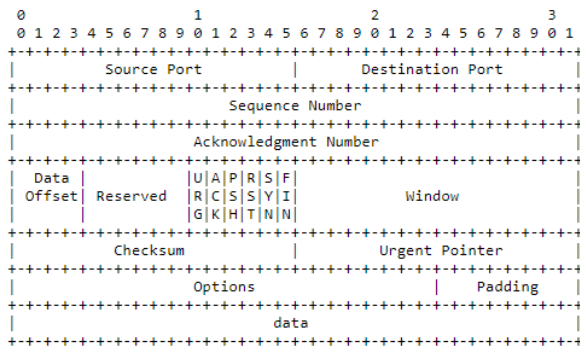 0                   1                   2                   3
0 1 2 3 4 5 6 7 8 9 0 1 2 3 4 5 6 7 8 9 0 1 2 3 4 5 6 7 8 9 0 1
+-+-+-+-+-+-+-+-+-+-+-+-+-+-+-+-+-+-+-+-+-+-+-+-+-+-+-+-+-+-+-+-+
|          Source Port          |       Destination Port        |
+-+-+-+-+-+-+-+-+-+-+-+-+-+-+-+-+-+-+-+-+-+-+-+-+-+-+-+-+-+-+-+-+
|                        Sequence Number                        |
+-+-+-+-+-+-+-+-+-+-+-+-+-+-+-+-+-+-+-+-+-+-+-+-+-+-+-+-+-+-+-+-+
|                    Acknowledgment Number                      |
+-+-+-+-+-+-+-+-+-+-+-+-+-+-+-+-+-+-+-+-+-+-+-+-+-+-+-+-+-+-+-+-+
|  Data |           |U|A|P|R|S|F|                               |
| Offset| Reserved  |R|C|S|S|Y|I|            Window             |
|       |           |G|K|H|T|N|N|                               |
+-+-+-+-+-+-+-+-+-+-+-+-+-+-+-+-+-+-+-+-+-+-+-+-+-+-+-+-+-+-+-+-+
|           Checksum            |         Urgent Pointer        |
+-+-+-+-+-+-+-+-+-+-+-+-+-+-+-+-+-+-+-+-+-+-+-+-+-+-+-+-+-+-+-+-+
|                    Options                    |    Padding    |
+-+-+-+-+-+-+-+-+-+-+-+-+-+-+-+-+-+-+-+-+-+-+-+-+-+-+-+-+-+-+-+-+
|                             data                              |
+-+-+-+-+-+-+-+-+-+-+-+-+-+-+-+-+-+-+-+-+-+-+-+-+-+-+-+-+-+-+-+-+